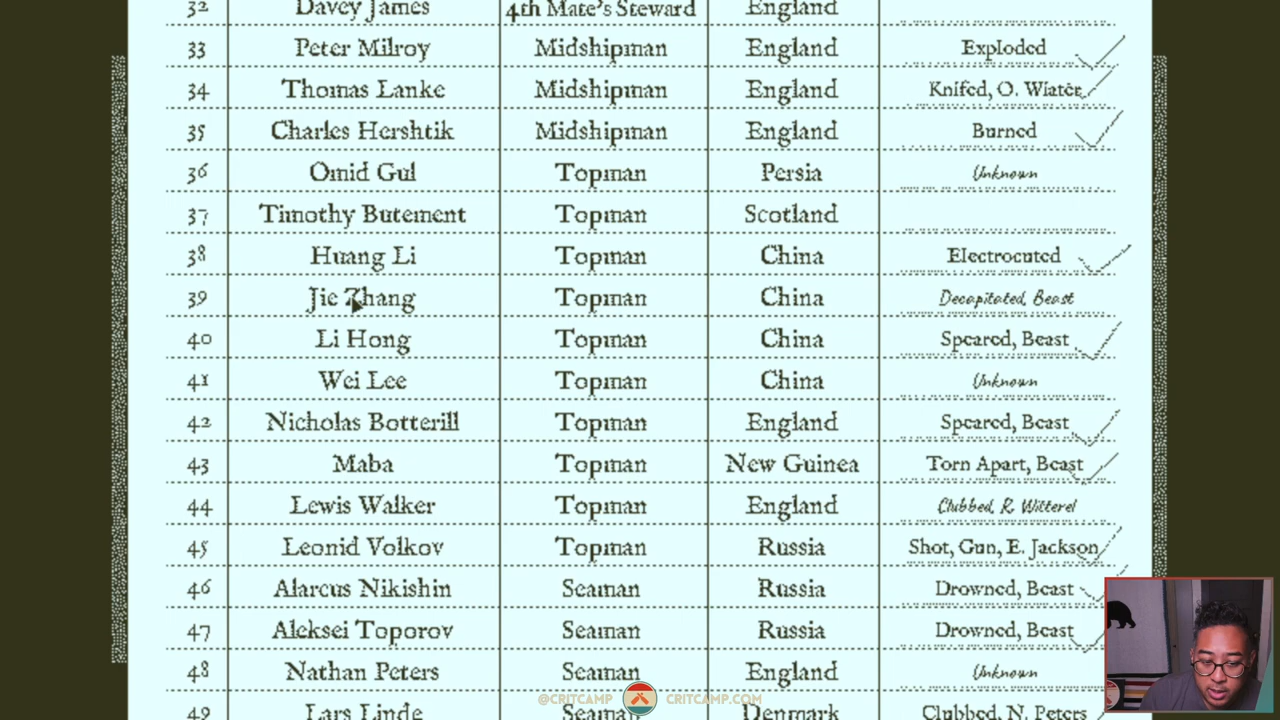 32 Davey James 4th Mate's Steward England
33 Peter Milroy Midshipman England Exploded
34 Thomas Lanke Midshipman England Knifed, O. Wiater
35 Charles Hershtik Midshipman England Burned
36 Omid Gul Topman Persia Unknown
37 Timothy Butement Topman Scotland
38 Huang Li Topman China Electrocuted
39 Jie Zhang Topman China Decapitated, Beast
40 Li Hong Topman China Speared, Beast
41 Wei Lee Topman China Unknown
42 Nicholas Botterill Topman England Speared, Beast
43 Maba Topman New Guinea Torn Apart, Beast
44 Lewis Walker Topman England Clubbed, R. Witterel
45 Leonid Volkov Topman Russia Shot, Gun, E. Jackson
46 Alarcus Nikishin Seaman Russia Drowned, Beast
47 Aleksei Toporov Seaman Russia Drowned, Beast
48 Nathan Peters Seaman England Unknown
49 Lars Linde Seaman Denmark Clubbed, N. Peters
@CRITCAMP CRITCAMP.COM